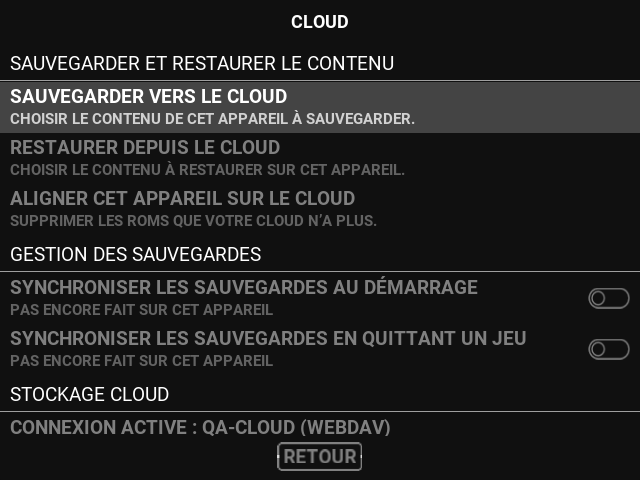 CLOUD
SAUVEGARDER ET RESTAURER LE CONTENU
SAUVEGARDER VERS LE CLOUD
CHOISIR LE CONTENU DE CET APPAREIL À SAUVEGARDER.
RESTAURER DEPUIS LE CLOUD
CHOISIR LE CONTENU À RESTAURER SUR CET APPAREIL.
ALIGNER CET APPAREIL SUR LE CLOUD
SUPPRIMER LES ROMS QUE VOTRE CLOUD N’A PLUS.
GESTION DES SAUVEGARDES
SYNCHRONISER LES SAUVEGARDES AU DÉMARRAGE
PAS ENCORE FAIT SUR CET APPAREIL
SYNCHRONISER LES SAUVEGARDES EN QUITTANT UN JEU
PAS ENCORE FAIT SUR CET APPAREIL
STOCKAGE CLOUD
CONNEXION ACTIVE : QA-CLOUD (WEBDAV)
RETOUR